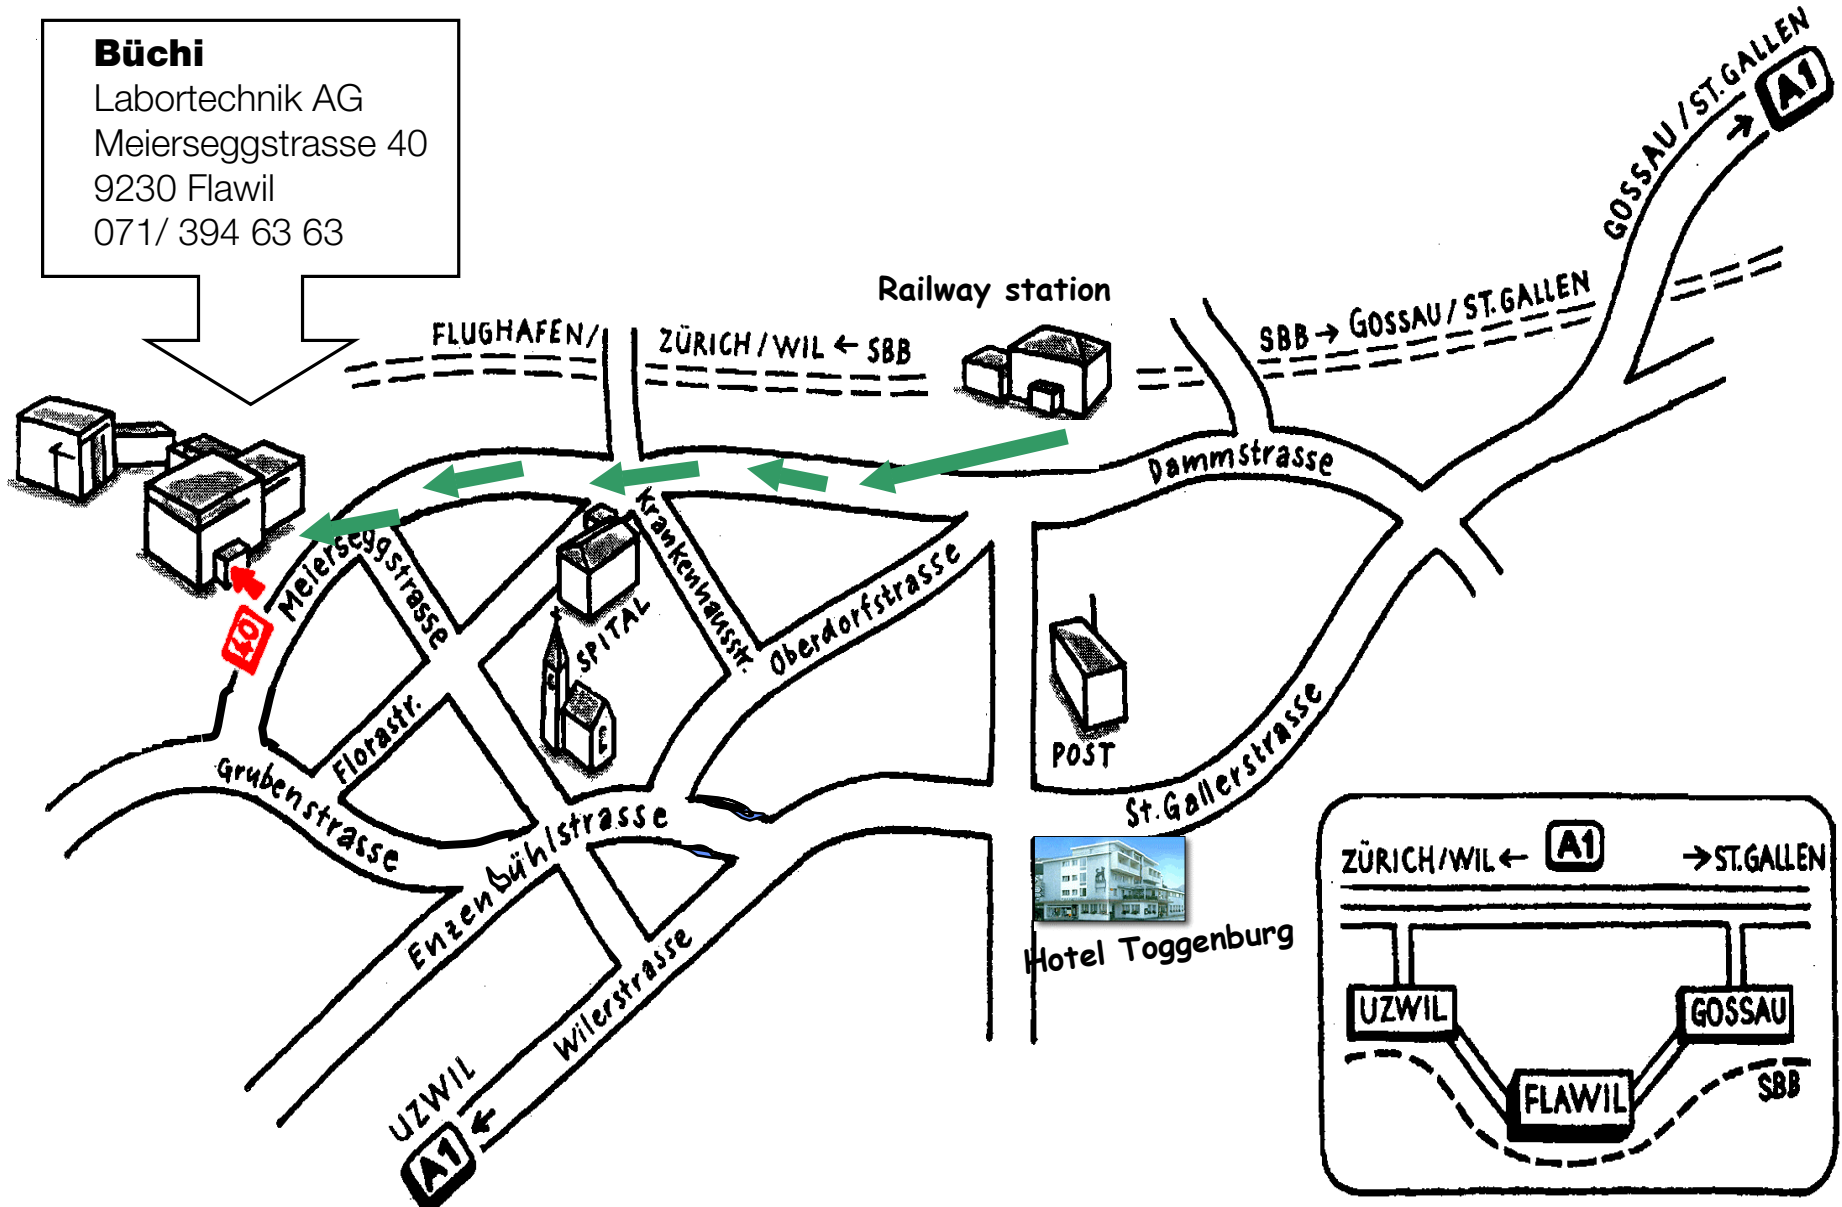 Büchi
Labortechnik AG
Meierseggstrasse 40
9230 Flawil
071/ 394 63 63
GOSSAU / ST. GALLEN
→ A1
Railway station
FLUGHAFEN/
ZÜRICH / WIL ← SBB
SBB → GOSSAU / ST. GALLEN
Dammstrasse
Meierseggstrasse
Krankenhausstr.
Oberdorfstrasse
40
SPITAL
Florastr.
Grubenstrasse
POST
St. Gallerstrasse
Enzenbühlstrasse
Hotel Toggenburg
Wilerstrasse
UZWIL
A1 ←
ZÜRICH/WIL ← A1 → ST. GALLEN
UZWIL
GOSSAU
FLAWIL
SBB